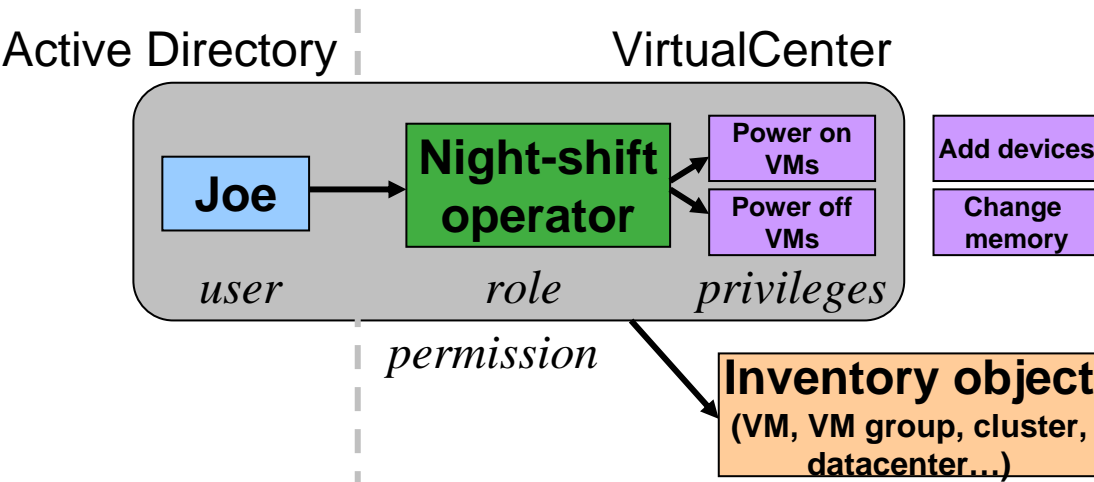 Active Directory
VirtualCenter
Joe
Night-shift
operator
Power on
VMs
Power off
VMs
Add devices
Change
memory
user
role
privileges
permission
Inventory object
(VM, VM group, cluster,
datacenter…)